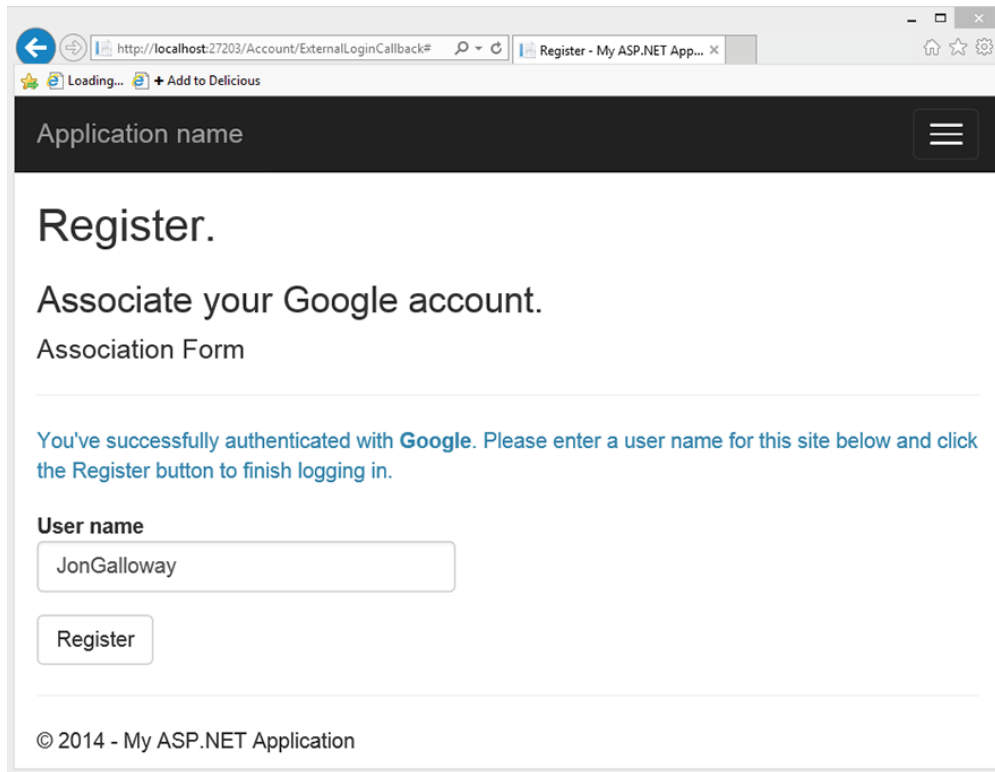 http://localhost:27203/Account/ExternalLoginCallback#
Register - My ASP.NET App...
Loading...
Add to Delicious
Application name
Register.
Associate your Google account.
Association Form
You've successfully authenticated with Google. Please enter a user name for this site below and click
the Register button to finish logging in.
User name
JonGalloway
Register
© 2014 - My ASP.NET Application